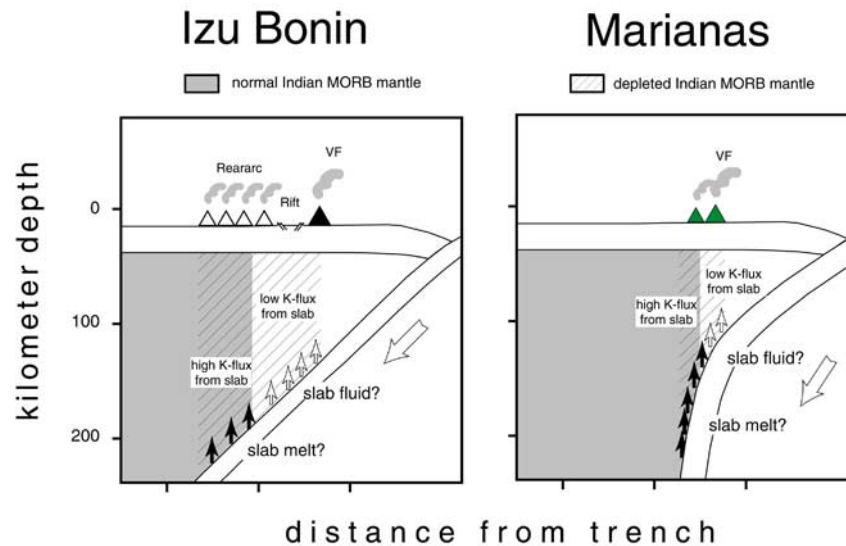 Izu Bonin
Marianas
normal Indian MORB mantle
depleted Indian MORB mantle
kilometer depth
0
100
200
Reararc
Rift
VF
low K-flux
from slab
high K-flux
from slab
slab fluid?
slab melt?
VF
low K-flux
from slab
high K-flux
from slab
slab fluid?
slab melt?
distance from trench